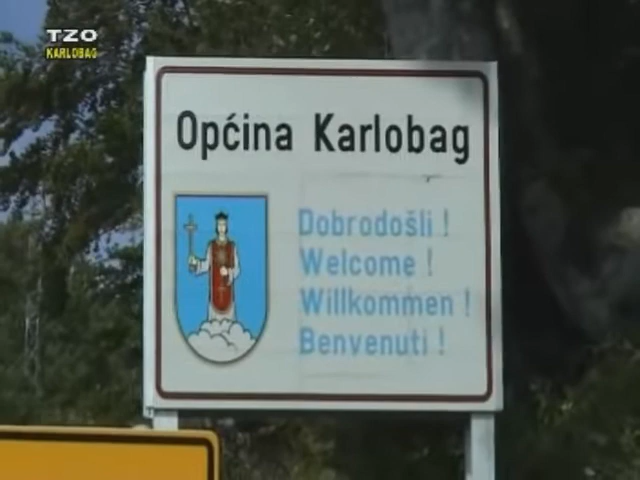 TZO
KARLOBAG
Općina Karlobag
Dobrodošli !
Welcome !
Willkommen !
Benvenuti !